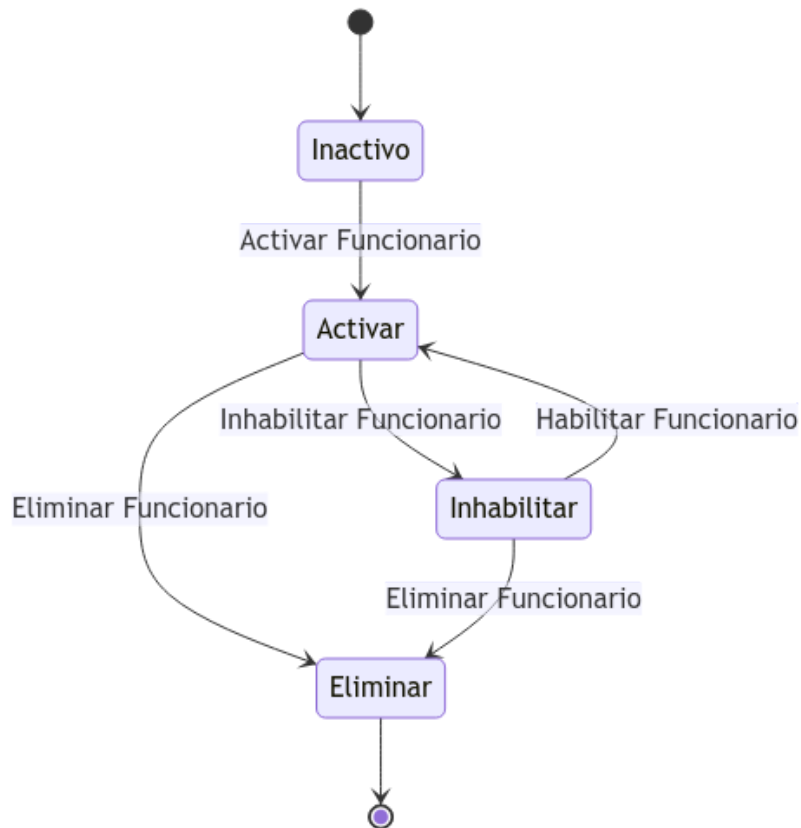 Inactivo
Activar Funcionario
Activar
Inhabilitar Funcionario
Habilitar Funcionario
Eliminar Funcionario
Inhabilitar
Eliminar Funcionario
Eliminar